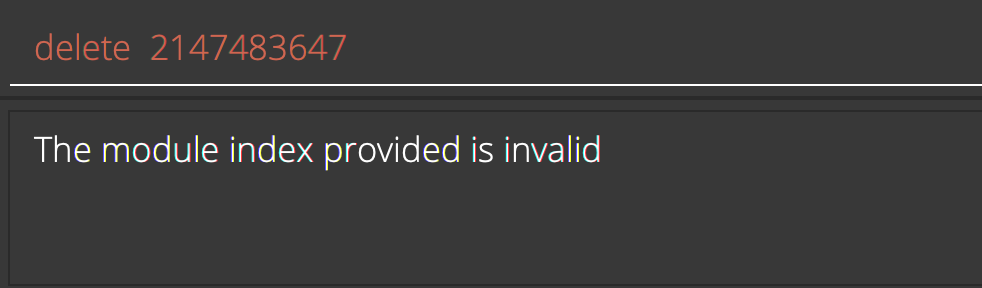 delete  2147483647
The module index provided is invalid